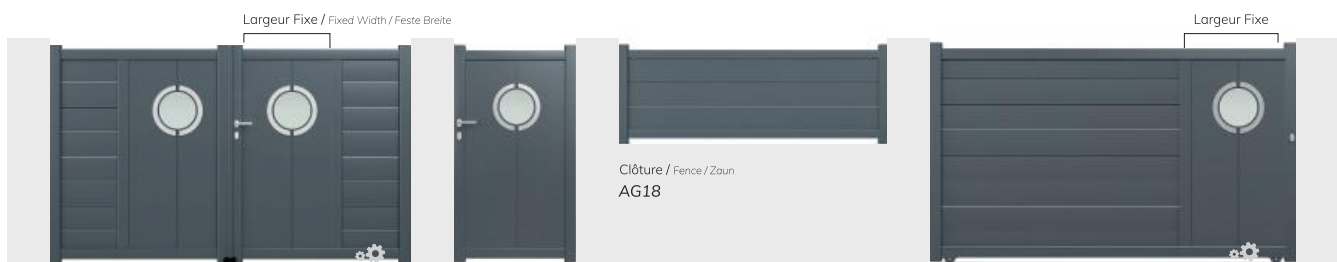 Largeur Fixe / Fixed Width / Feste Breite
Largeur Fixe
Clôture / Fence / Zaun
AG18